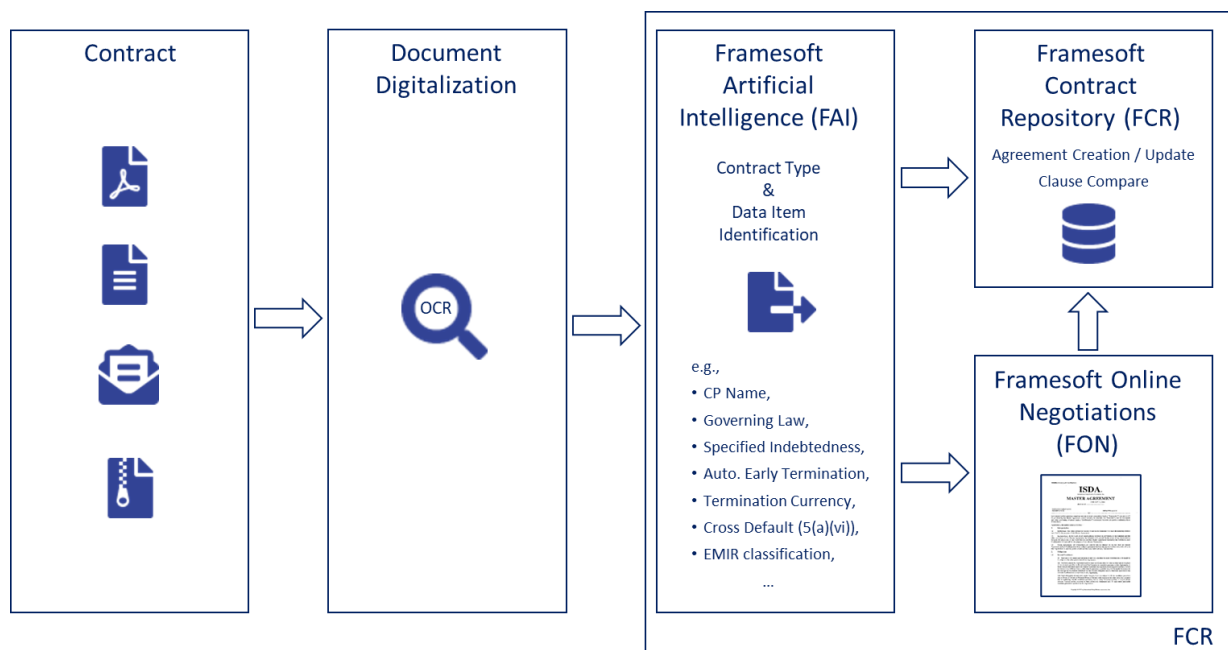 Contract
Document
Digitalization
OCR
Framesoft
Artificial
Intelligence (FAI)
Contract Type
&
Data Item
Identification
e.g.,
• CP Name,
• Governing Law,
• Specified Indebtedness,
• Auto. Early Termination,
• Termination Currency,
• Cross Default (5(a)(vi)),
• EMIR classification,
...
Framesoft
Contract
Repository (FCR)
Agreement Creation / Update
Clause Compare
Framesoft Online
Negotiations
(FON)
ISDA.
MASTER AGREEMENT
FCR